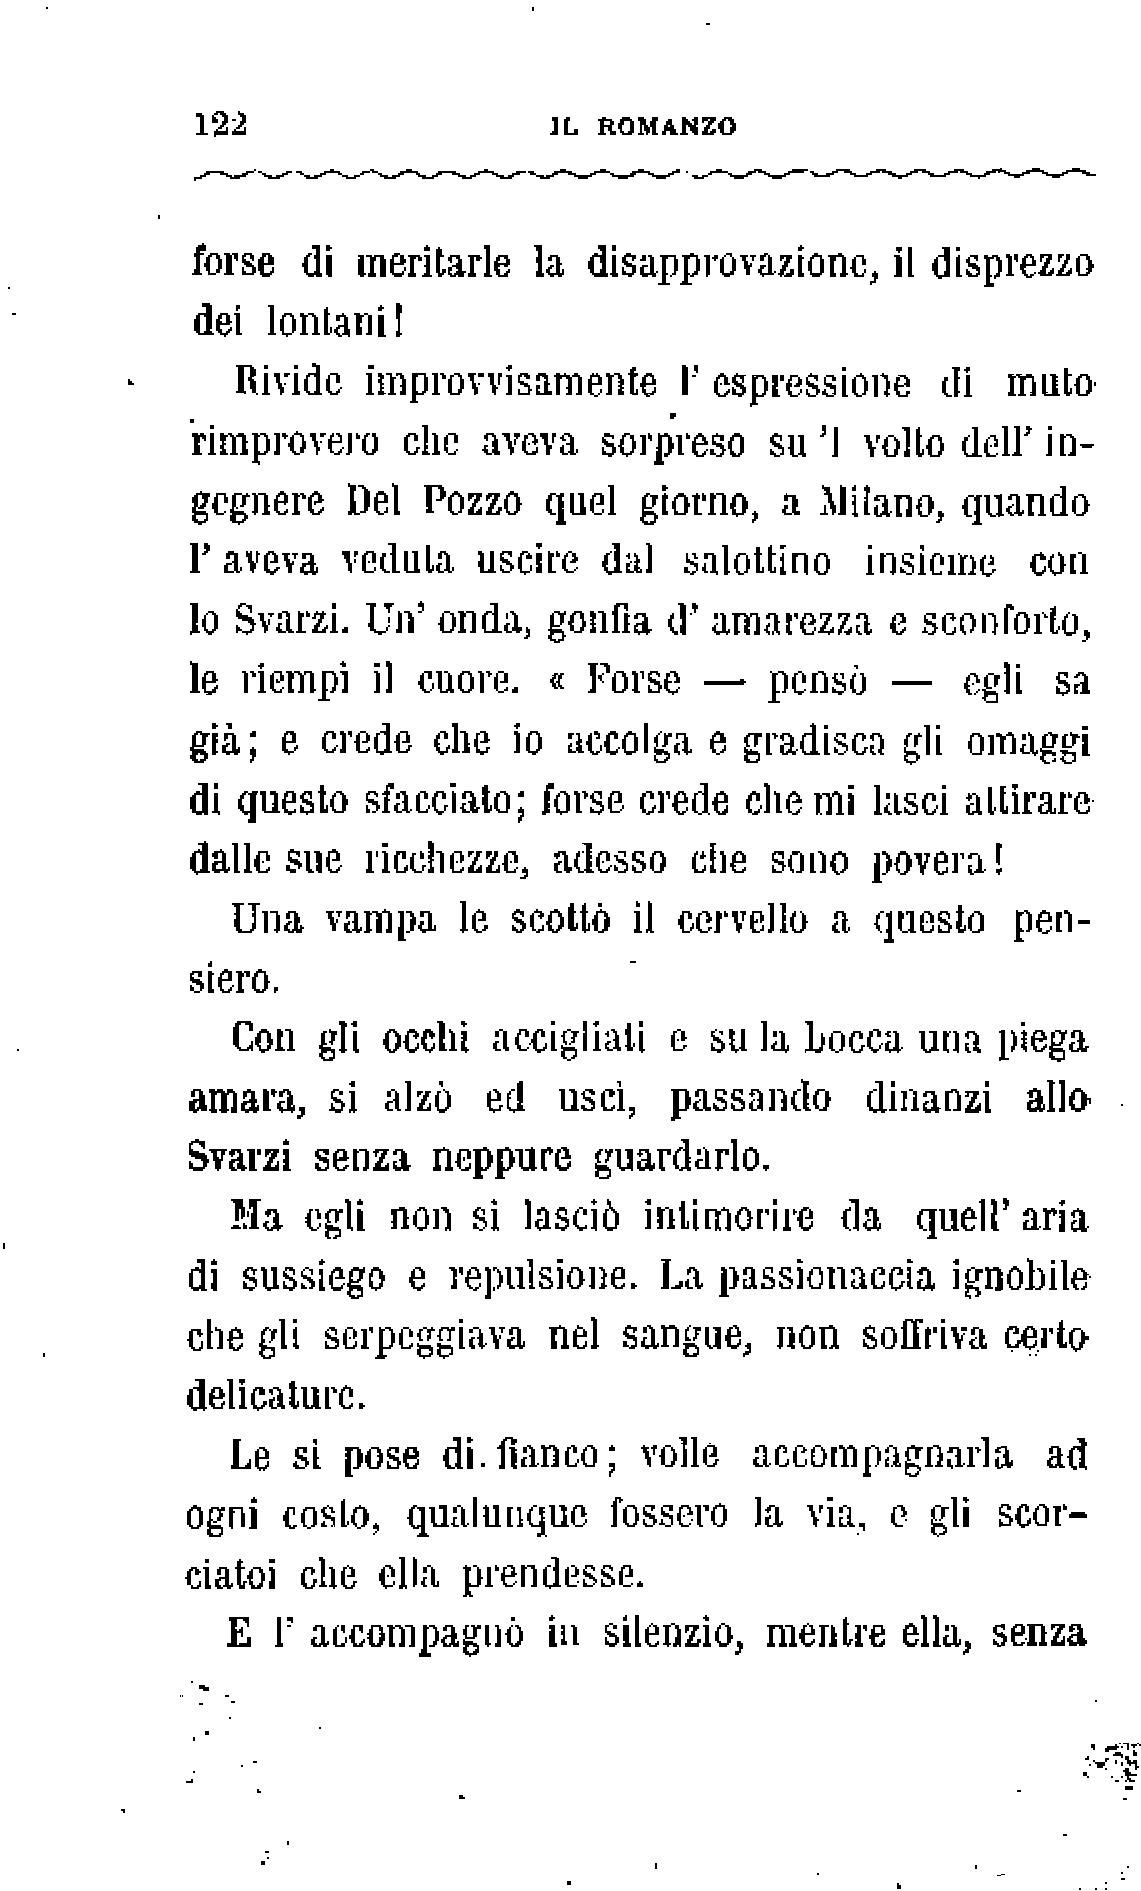 122 IL ROMANZO
forse di meritarle la disapprovazione, il disprezzo
dei lontani!
Rivide improvvisamente l' espressione di muto
rimprovero che aveva sorpreso su 'l volto dell' in-
gegnere Del Pozzo quel giorno, a Milano, quando
l' aveva veduta uscire dal salottino insieme con
lo Svarzi. Un' onda, gonfia d' amarezza e sconforto,
le riempì il cuore. « Forse — pensò — egli sa
già; e crede che io accolga e gradisca gli omaggi
di questo sfacciato; forse crede che mi lasci attirare
dalle sue ricchezze, adesso che sono povera!
Una vampa le scottò il cervello a questo pen-
siero.
Con gli occhi accigliati e su la bocca una piega
amara, si alzò ed uscì, passando dinanzi allo
Svarzi senza neppure guardarlo.
Ma egli non si lasciò intimorire da quell' aria
di sussiego e repulsione. La passionaccia ignobile
che gli serpeggiava nel sangue, non soffriva certo
delicature.
Le si pose di fianco; volle accompagnarla ad
ogni costo, qualunque fossero la via, e gli scor-
ciatoi che ella prendesse.
E l' accompagnò in silenzio, mentre ella, senza